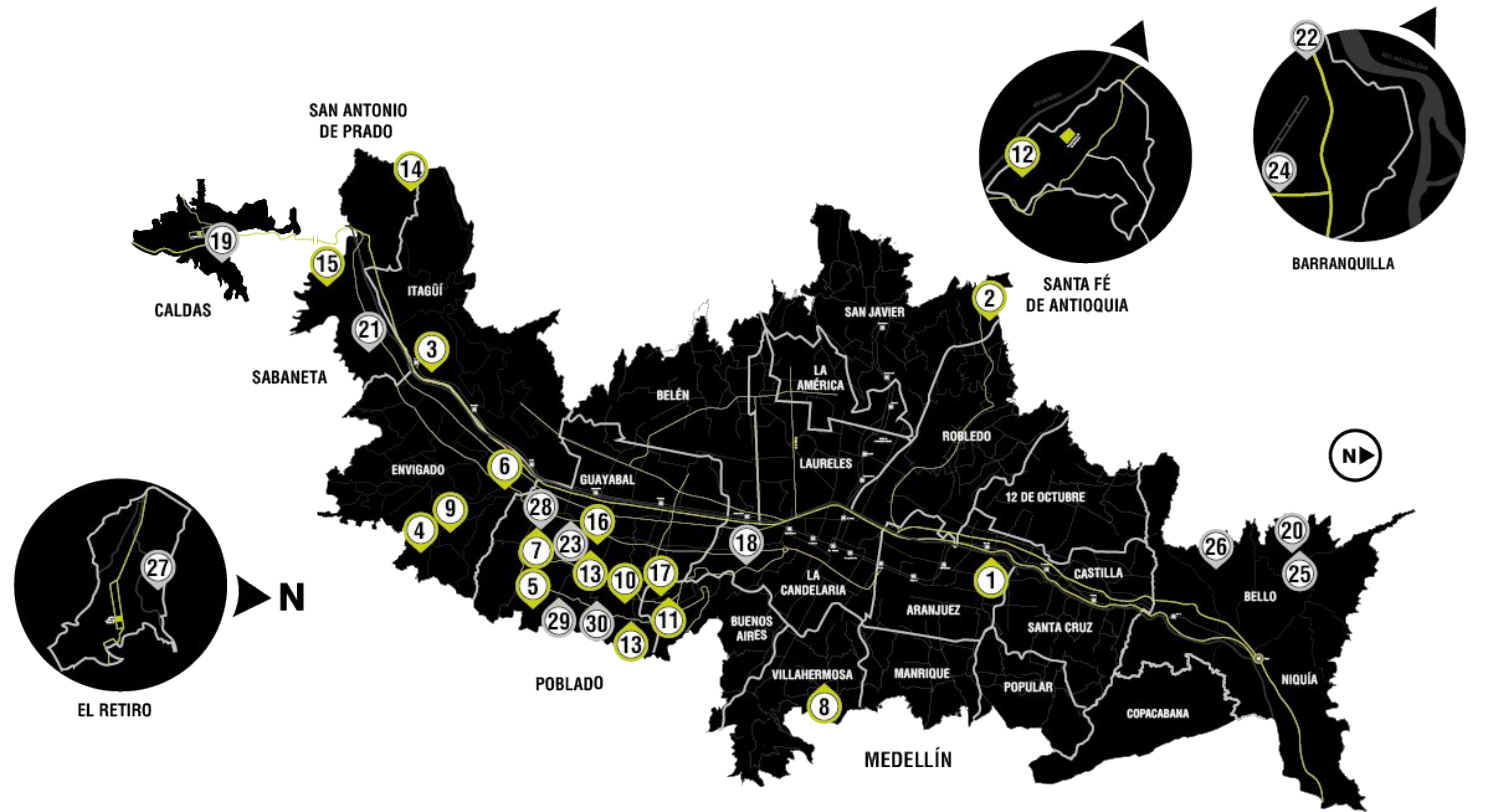 SAN ANTONIO
DE PRADO
14
CALDAS
19
15
ITAGÜÍ
21
3
SABANETA
ENVIGADO
6
9
4
28
16
7
23
13
10
17
5
29
30
11
13
POBLADO
GUAYABAL
BELÉN
SAN JAVIER
LA
AMÉRICA
LAURELES
2
ROBLEDO
12 DE OCTUBRE
18
LA
CANDELARIA
BUENOS
AIRES
VILLAHERMOSA
8
1
ARANJUEZ
MANRIQUE
CASTILLA
SANTA CRUZ
POPULAR
COPACABANA
MEDELLÍN
26
20
25
BELLO
NIQUÍA
N
12
SANTA FÉ
DE ANTIOQUIA
22
RÍO MAGDALENA
24
BARRANQUILLA
27
N
EL RETIRO